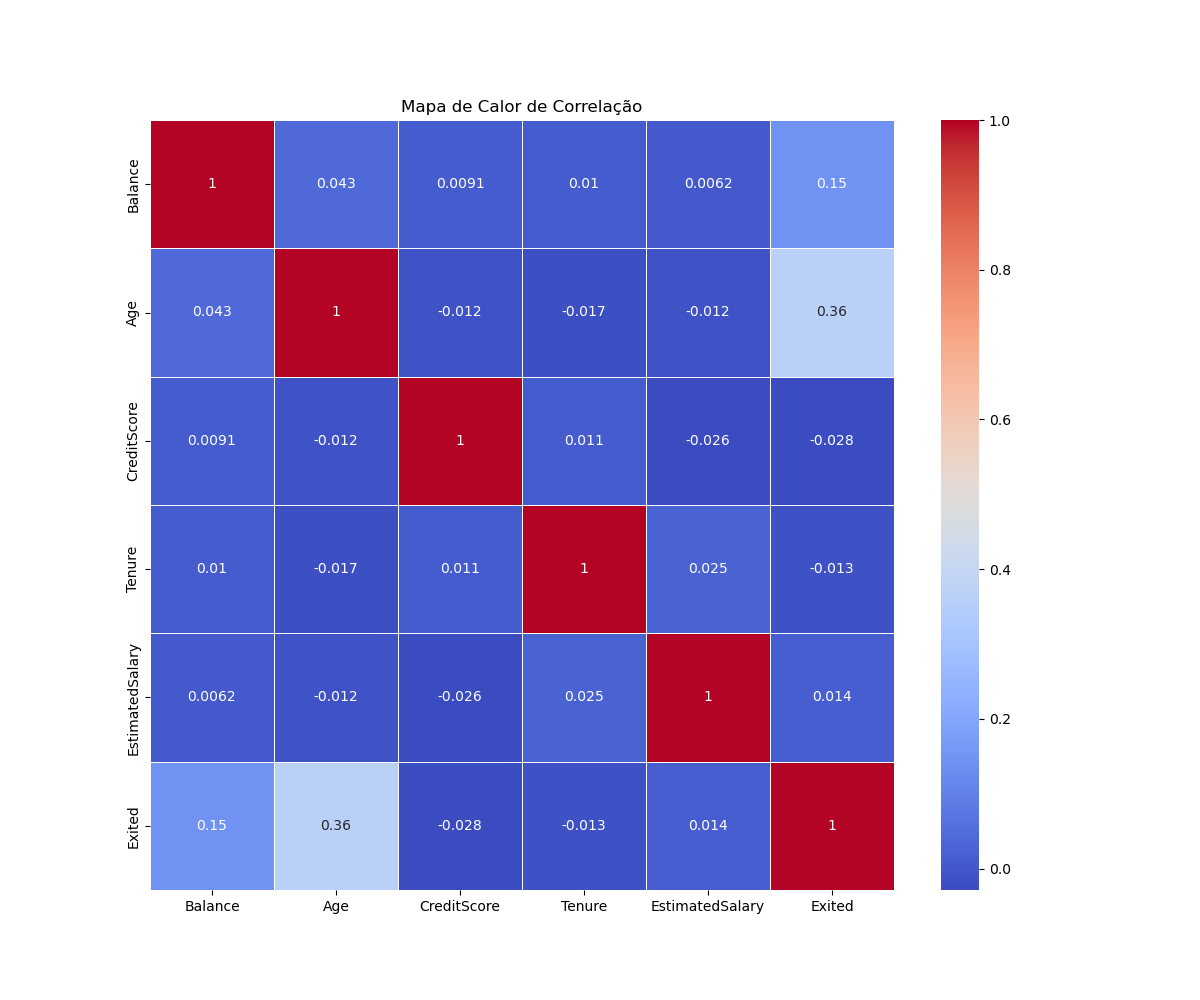 Mapa de Calor de Correlação
Balance
1 0.043 0.0091 0.01 0.0062 0.15
Age
0.043 1 -0.012 -0.017 -0.012 0.36
CreditScore
0.0091 -0.012 1 0.011 -0.026 -0.028
Tenure
0.01 -0.017 0.011 1 0.025 -0.013
EstimatedSalary
0.0062 -0.012 -0.026 0.025 1 0.014
Exited
0.15 0.36 -0.028 -0.013 0.014 1
Balance Age CreditScore Tenure EstimatedSalary Exited
1.0
0.8
0.6
0.4
0.2
0.0